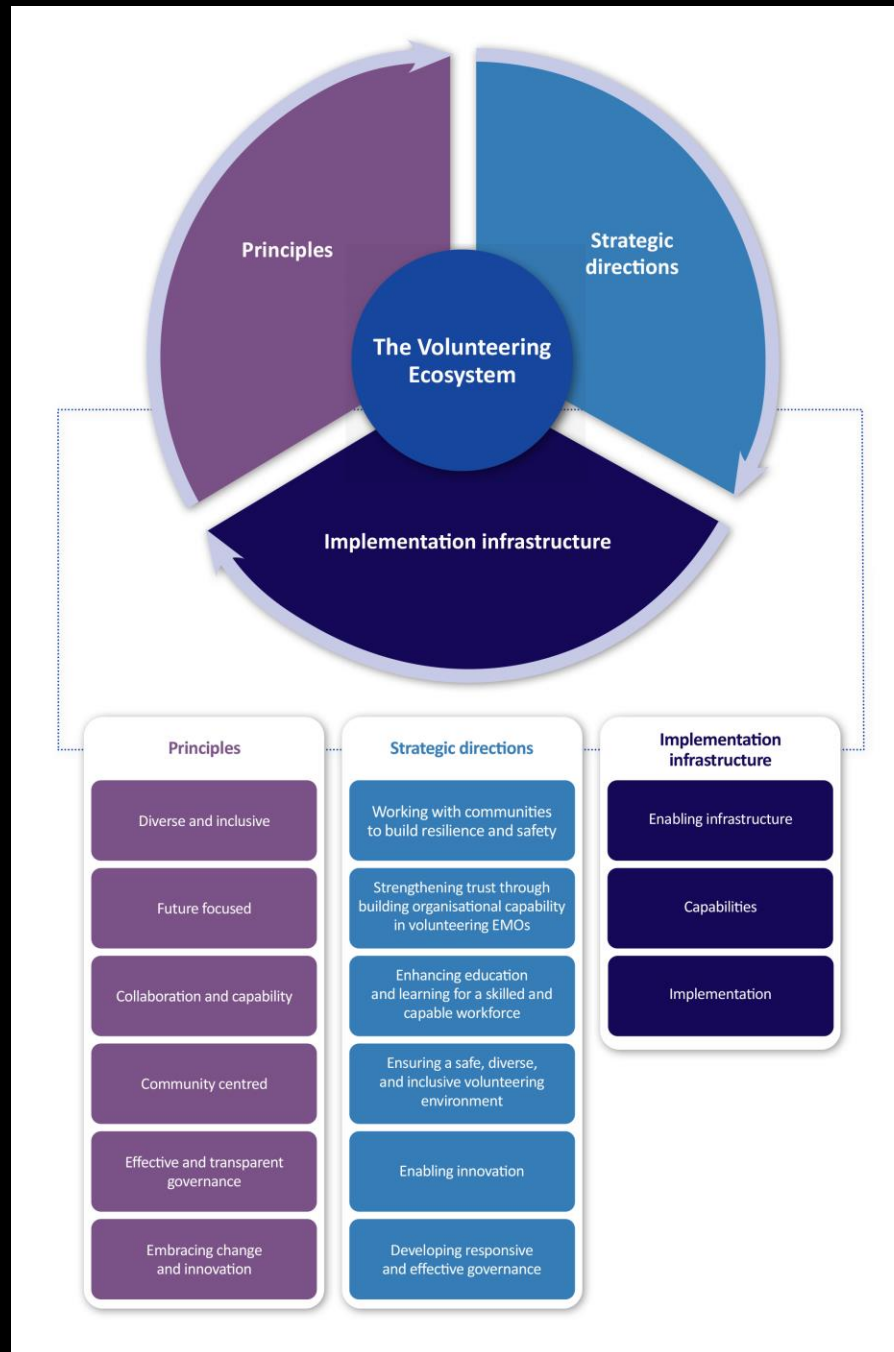 Principles
Strategic
directions
The Volunteering
Ecosystem
Implementation infrastructure
Principles
Diverse and inclusive
Future focused
Collaboration and capability
Community centred
Effective and transparent
governance
Embracing change
and innovation
Strategic directions
Working with communities
to build resilience and safety
Strengthening trust through
building organisational capability
in volunteering EMOs
Enhancing education
and learning for a skilled and
capable workforce
Ensuring a safe, diverse,
and inclusive volunteering
environment
Enabling innovation
Developing responsive
and effective governance
Implementation
infrastructure
Enabling infrastructure
Capabilities
Implementation